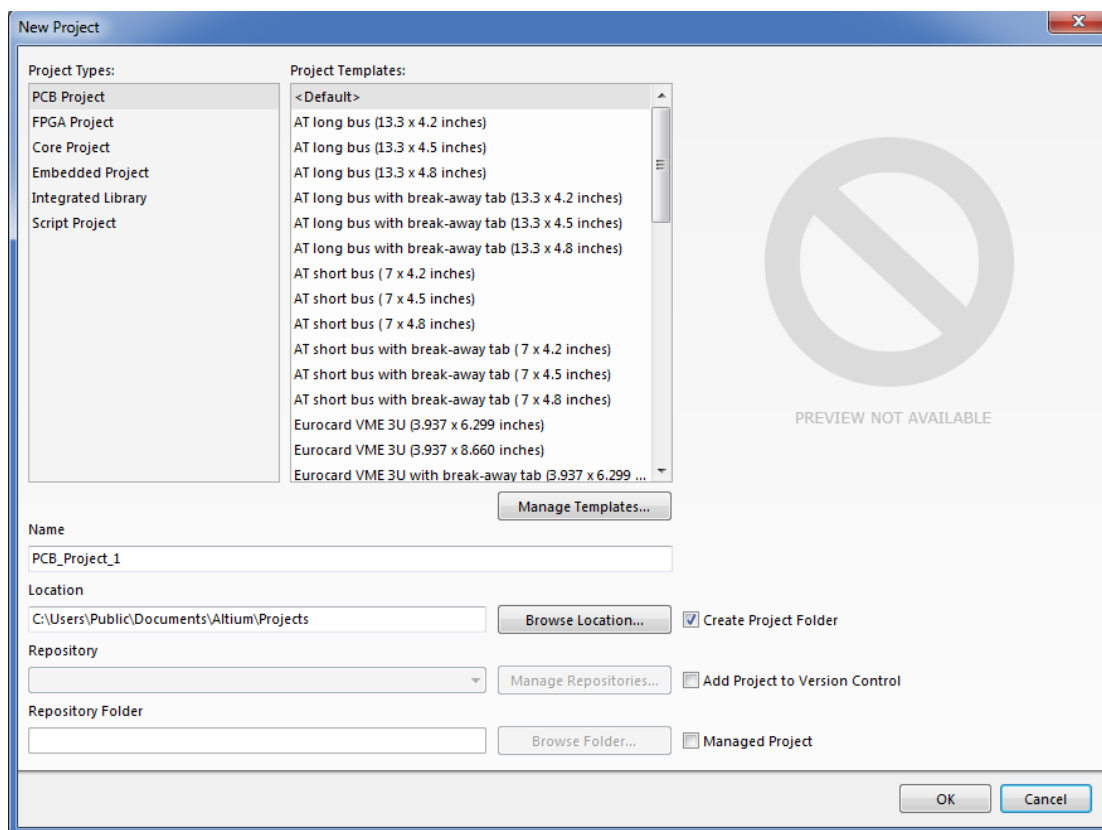 New Project
Project Types:
PCB Project
FPGA Project
Core Project
Embedded Project
Integrated Library
Script Project
Project Templates:
<Default>
AT long bus (13.3 x 4.2 inches)
AT long bus (13.3 x 4.5 inches)
AT long bus (13.3 x 4.8 inches)
AT long bus with break-away tab (13.3 x 4.2 inches)
AT long bus with break-away tab (13.3 x 4.5 inches)
AT long bus with break-away tab (13.3 x 4.8 inches)
AT short bus ( 7 x 4.2 inches)
AT short bus ( 7 x 4.5 inches)
AT short bus ( 7 x 4.8 inches)
AT short bus with break-away tab ( 7 x 4.2 inches)
AT short bus with break-away tab ( 7 x 4.5 inches)
AT short bus with break-away tab ( 7 x 4.8 inches)
Eurocard VME 3U (3.937 x 6.299 inches)
Eurocard VME 3U (3.937 x 8.660 inches)
Eurocard VME 3U with break-away tab (3.937 x 6.299 ...
PREVIEW NOT AVAILABLE
Manage Templates...
Name
PCB_Project_1
Location
C:\Users\Public\Documents\Altium\Projects
Browse Location...
Create Project Folder
Repository
Manage Repositories...
Add Project to Version Control
Repository Folder
Browse Folder...
Managed Project
OK
Cancel